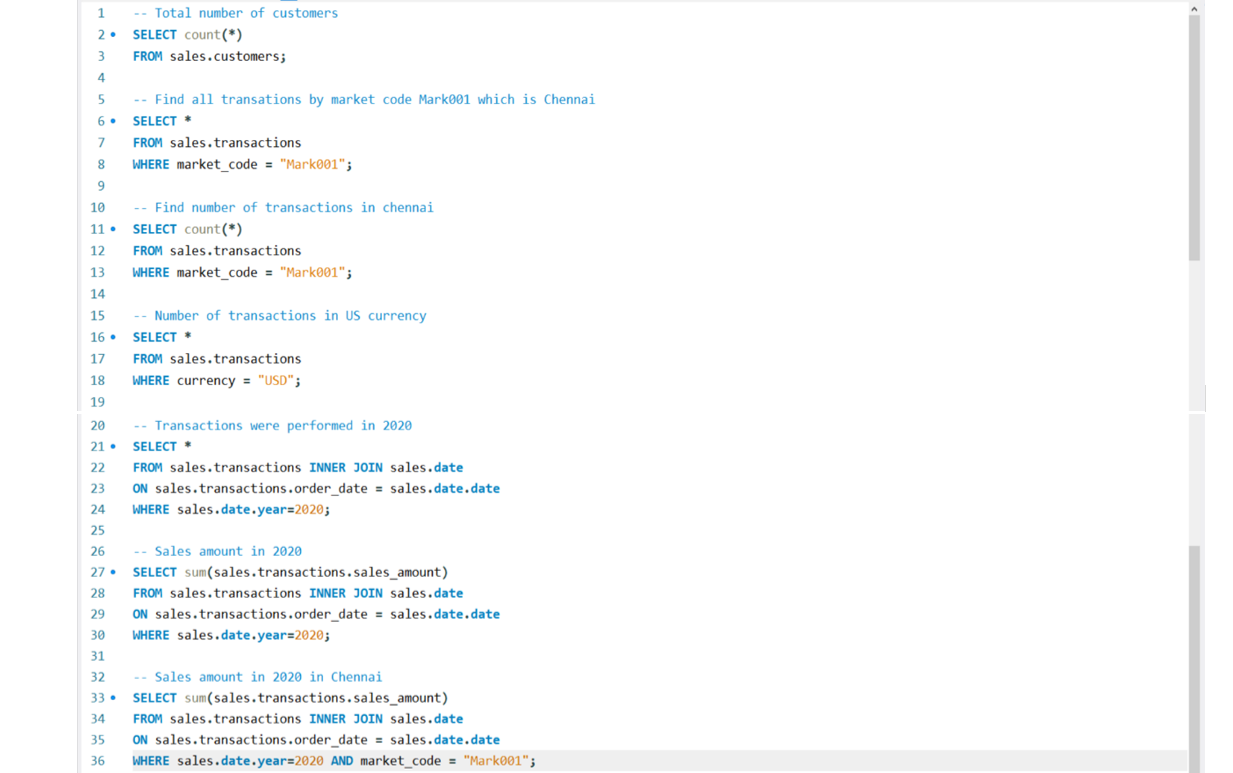 1 -- Total number of customers
2 SELECT count(*)
3 FROM sales.customers;
4
5 -- Find all transations by market code Mark001 which is Chennai
6 SELECT *
7 FROM sales.transactions
8 WHERE market_code = "Mark001";
9
10 -- Find number of transactions in chennai
11 SELECT count(*)
12 FROM sales.transactions
13 WHERE market_code = "Mark001";
14
15 -- Number of transactions in US currency
16 SELECT *
17 FROM sales.transactions
18 WHERE currency = "USD";
19
20 -- Transactions were performed in 2020
21 SELECT *
22 FROM sales.transactions INNER JOIN sales.date
23 ON sales.transactions.order_date = sales.date.date
24 WHERE sales.date.year=2020;
25
26 -- Sales amount in 2020
27 SELECT sum(sales.transactions.sales_amount)
28 FROM sales.transactions INNER JOIN sales.date
29 ON sales.transactions.order_date = sales.date.date
30 WHERE sales.date.year=2020;
31
32 -- Sales amount in 2020 in Chennai
33 SELECT sum(sales.transactions.sales_amount)
34 FROM sales.transactions INNER JOIN sales.date
35 ON sales.transactions.order_date = sales.date.date
36 WHERE sales.date.year=2020 AND market_code = "Mark001";